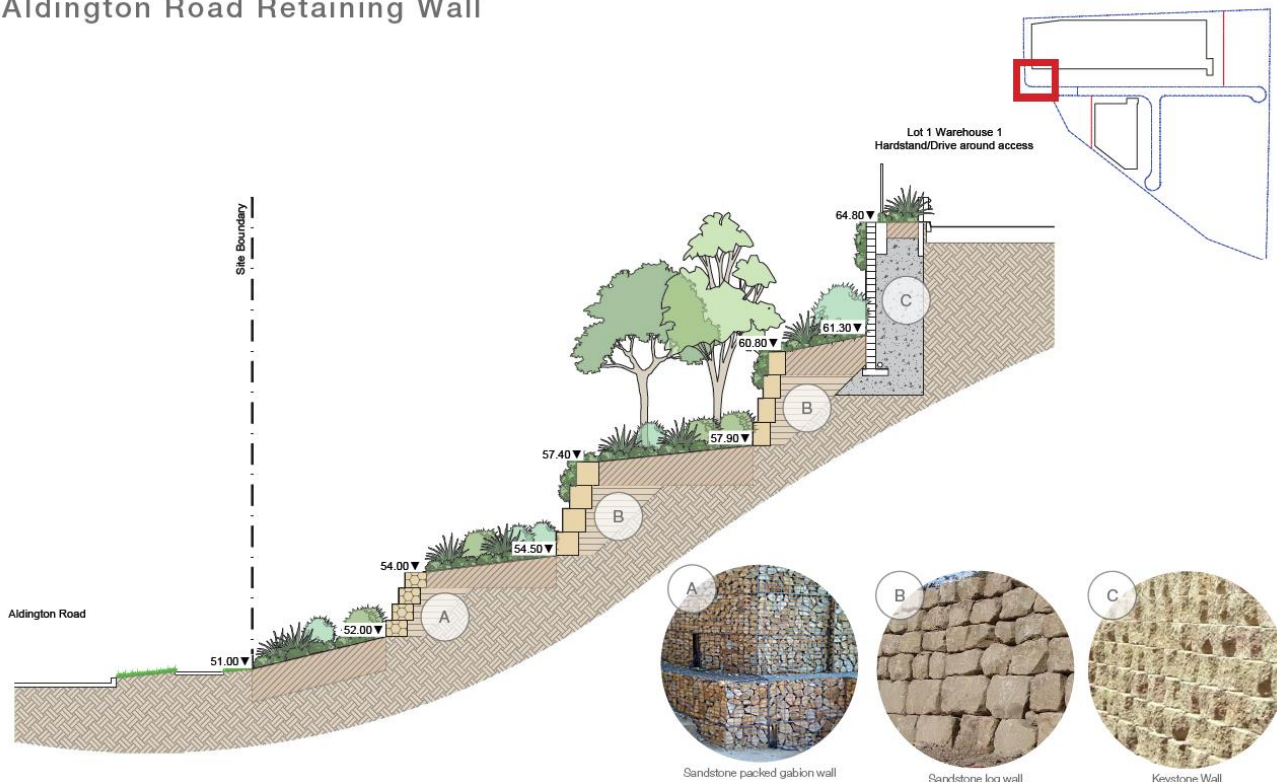 Aldington Road Retaining Wall
Lot 1 Warehouse 1
Hardstand/Drive around access
Site Boundary
64.80
C
61.30
60.80
B
57.90
57.40
B
54.50
54.00
A
52.00
Aldington Road
51.00
A
B
C
Sandstone packed gabion wall
Sandstone log wall
Keystone Wall